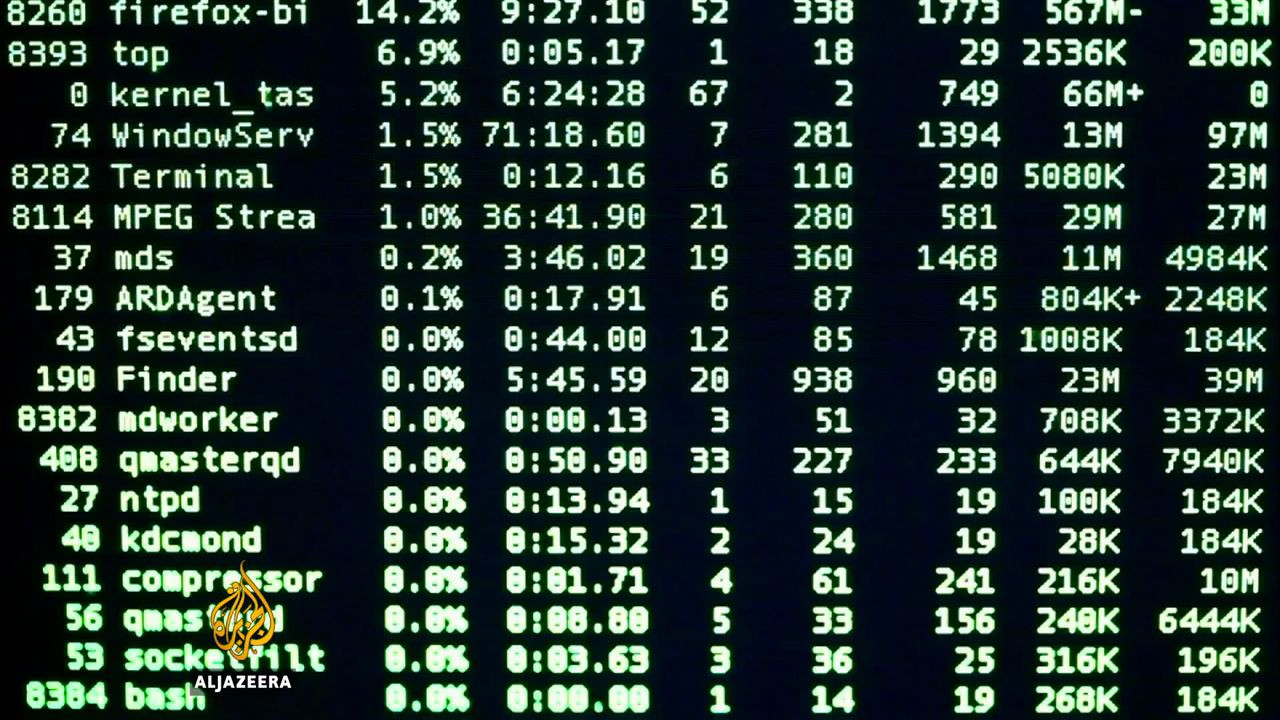 8260 firefox-bi 14.2% 9:27.10 52 338 1773 567M- 33M
8393 top 6.9% 0:05.17 1 18 29 2536K 200K
0 kernel_tas 5.2% 6:24:28 67 2 749 66M+ 0
74 WindowServ 1.5% 71:18.60 7 281 1394 13M 97M
8282 Terminal 1.5% 0:12.16 6 110 290 5080K 23M
8114 MPEG Strea 1.0% 36:41.90 21 280 581 29M 27M
37 mds 0.2% 3:46.02 19 360 1468 11M 4984K
179 ARDAgent 0.1% 0:17.91 6 87 45 804K+ 2248K
43 fseventsd 0.0% 0:44.00 12 85 78 1008K 184K
190 Finder 0.0% 5:45.59 20 938 960 23M 39M
8382 mdworker 0.0% 0:00.13 3 51 32 708K 3372K
408 qmasterqd 0.0% 0:50.90 33 227 233 644K 7940K
27 ntpd 0.0% 0:13.94 1 15 19 100K 184K
40 kdcmond 0.0% 0:15.32 2 24 19 28K 184K
111 compressor 0.0% 0:01.71 4 61 241 216K 10M
56 qmasterd 0.0% 0:00.80 5 33 156 240K 6444K
53 socketfilt 0.0% 0:03.63 3 36 25 316K 196K
8384 bash 0.0% 0:00.00 1 14 19 268K 184K
الجزيرة
ALJAZEERA